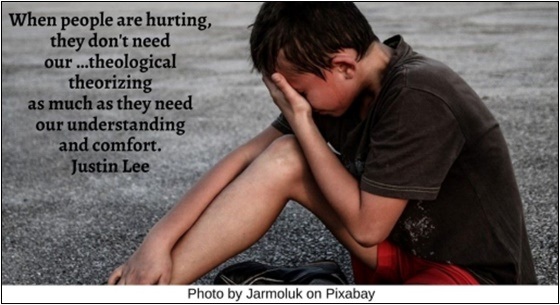 When people are hurting,
they don't need
our ...theological
theorizing
as much as they need
our understanding
and comfort.
Justin Lee
Photo by Jarmoluk on Pixabay